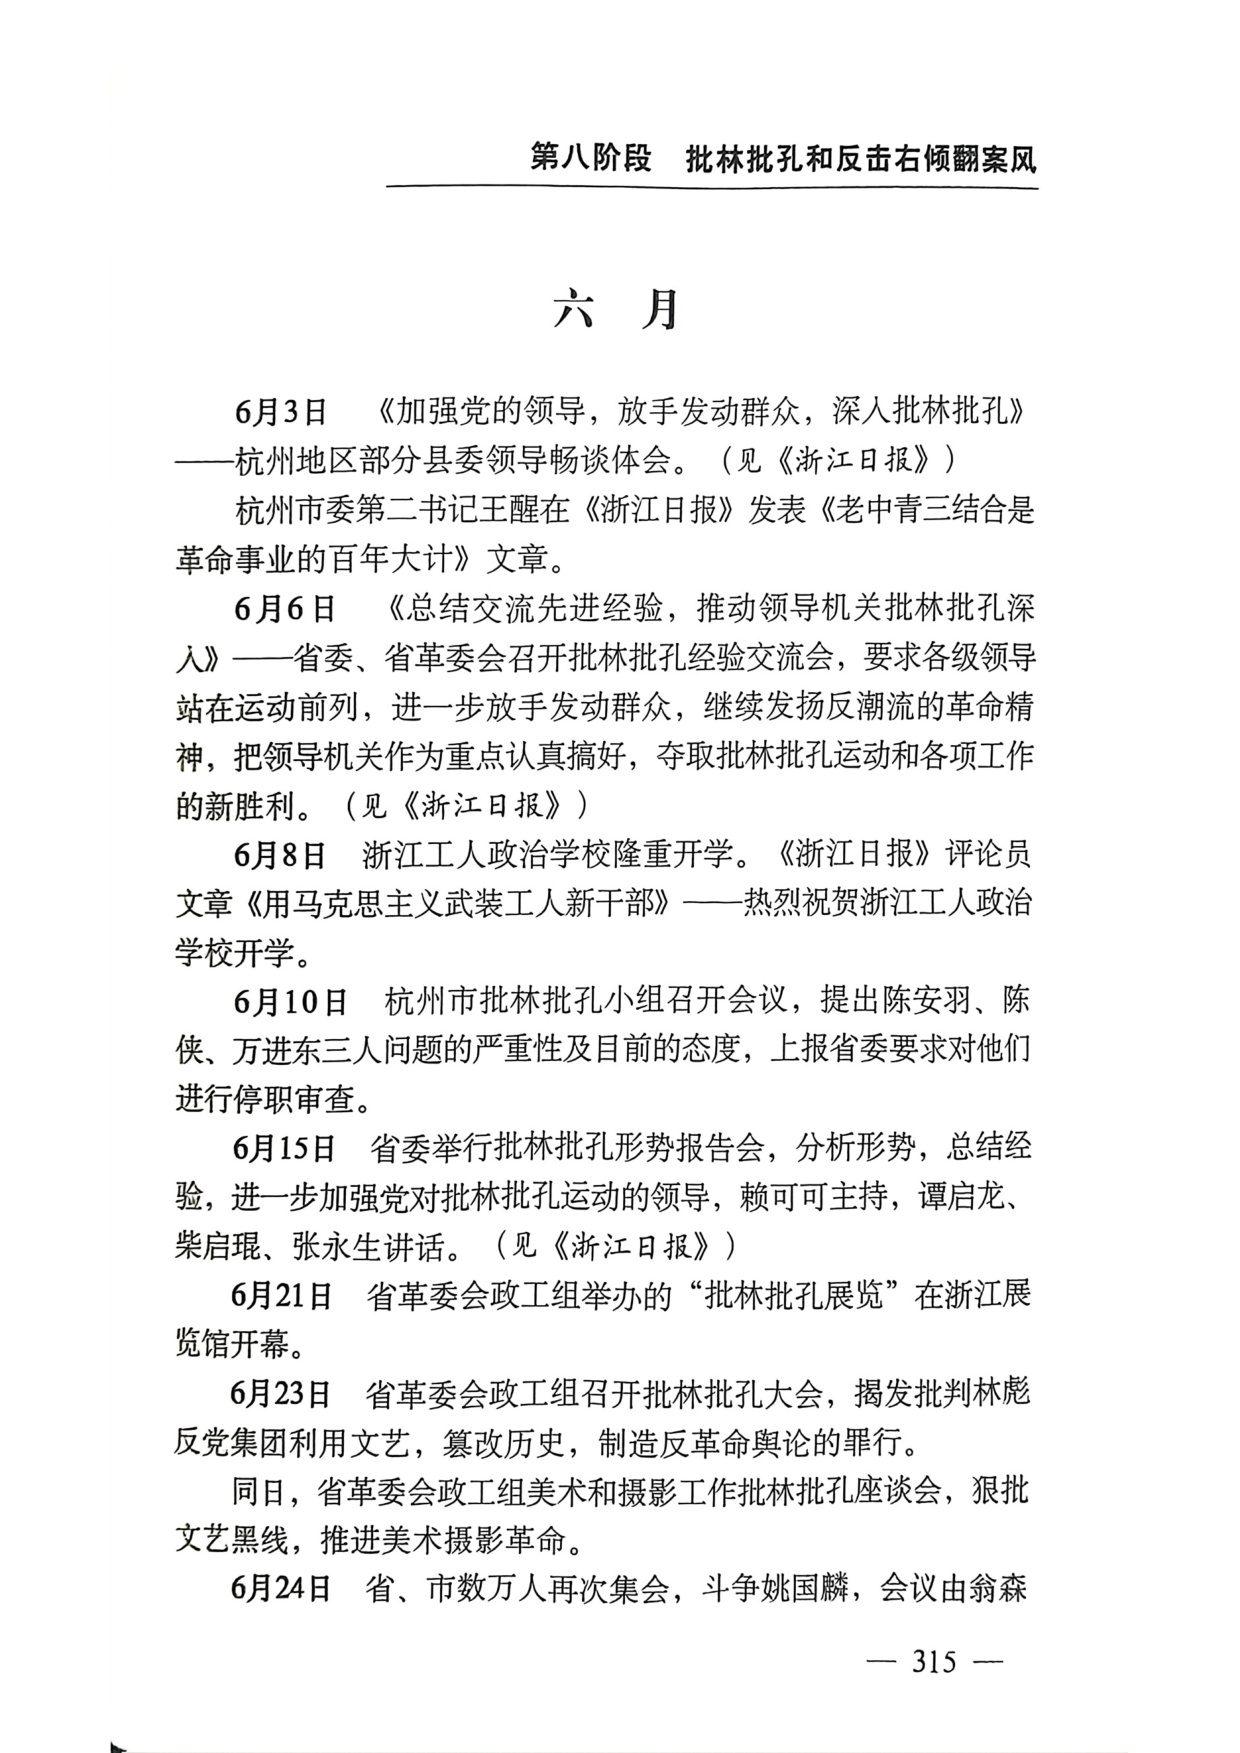 第八阶段 批林批孔和反击右倾翻案风
六 月
6月3日 《加强党的领导，放手发动群众，深入批林批孔》
——杭州地区部分县委领导畅谈体会。（见《浙江日报》）
杭州市委第二书记王醒在《浙江日报》发表《老中青三结合是
革命事业的百年大计》文章。
6月6日 《总结交流先进经验，推动领导机关批林批孔深
入》——省委、省革委会召开批林批孔经验交流会，要求各级领导
站在运动前列，进一步放手发动群众，继续发扬反潮流的革命精
神，把领导机关作为重点认真搞好，夺取批林批孔运动和各项工作
的新胜利。（见《浙江日报》）
6月8日 浙江工人政治学校隆重开学。《浙江日报》评论员
文章《用马克思主义武装工人新干部》——热烈祝贺浙江工人政治
学校开学。
6月10日 杭州市批林批孔小组召开会议，提出陈安羽、陈
侠、万进东三人问题的严重性及目前的态度，上报省委要求对他们
进行停职审查。
6月15日 省委举行批林批孔形势报告会，分析形势，总结经
验，进一步加强党对批林批孔运动的领导，赖可可主持，谭启龙、
柴启琨、张永生讲话。（见《浙江日报》）
6月21日 省革委会政工组举办的“批林批孔展览”在浙江展
览馆开幕。
6月23日 省革委会政工组召开批林批孔大会，揭发批判林彪
反党集团利用文艺，篡改历史，制造反革命舆论的罪行。
同日，省革委会政工组美术和摄影工作批林批孔座谈会，狠批
文艺黑线，推进美术摄影革命。
6月24日 省、市数万人再次集会，斗争姚国麟，会议由翁森
— 315 —